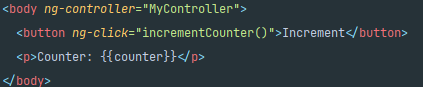 <body ng-controller="MyController">
<button ng-click="incrementCounter()">Increment</button>
<p>Counter: {{counter}}</p>
</body>